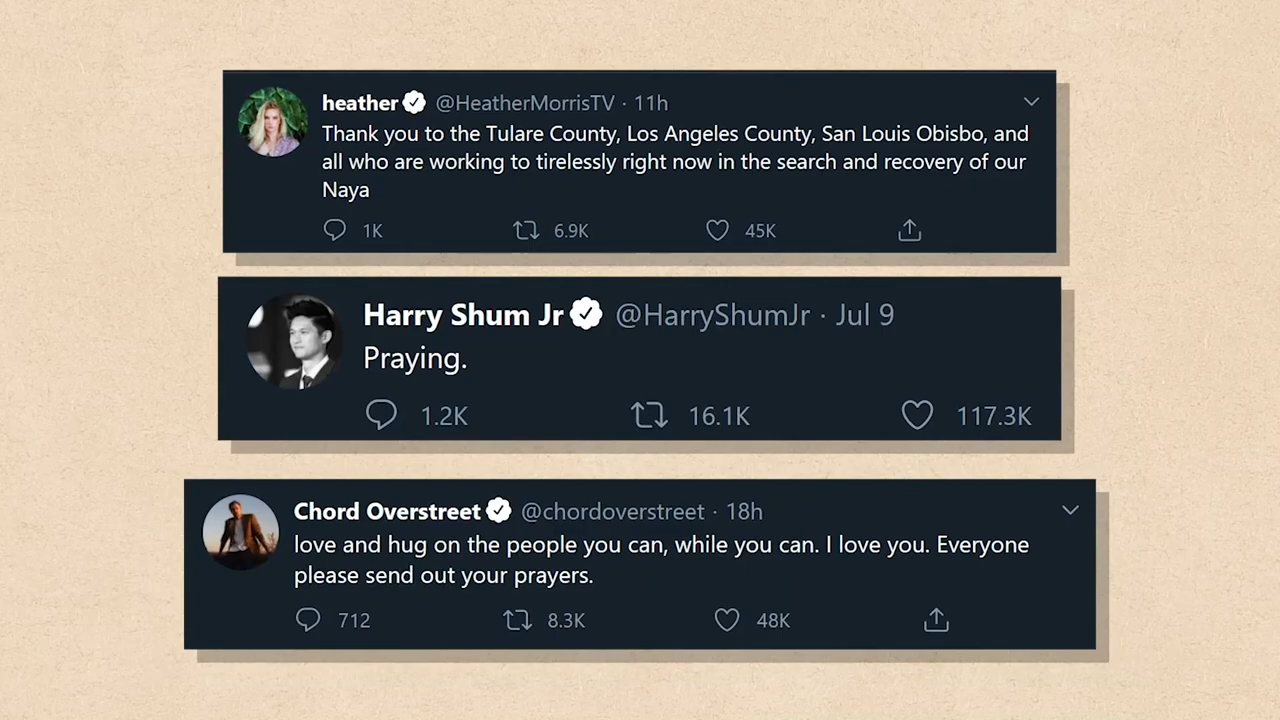 heather @HeatherMorrisTV · 11h
Thank you to the Tulare County, Los Angeles County, San Louis Obisbo, and
all who are working to tirelessly right now in the search and recovery of our
Naya
1K 6.9K 45K
Harry Shum Jr @HarryShumJr · Jul 9
Praying.
1.2K 16.1K 117.3K
Chord Overstreet @chordoverstreet · 18h
love and hug on the people you can, while you can. I love you. Everyone
please send out your prayers.
712 8.3K 48K